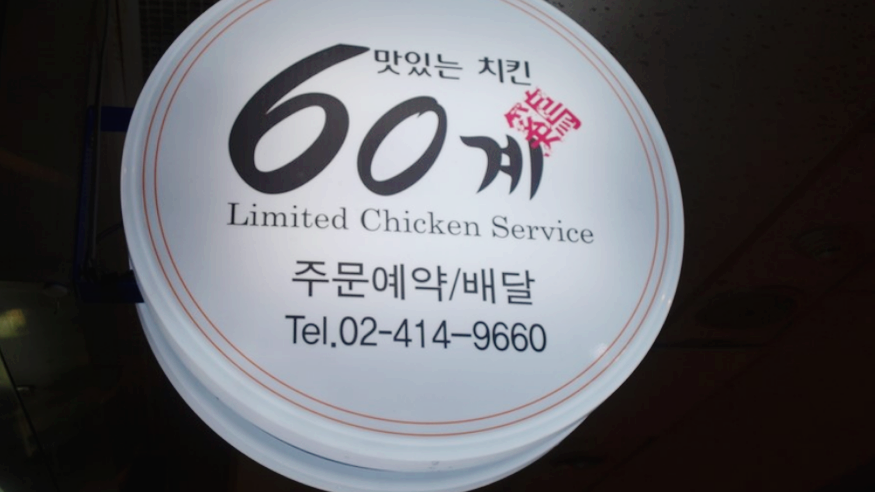 맛있는 치킨
60계
Limited Chicken Service
주문예약/배달
Tel.02-414-9660